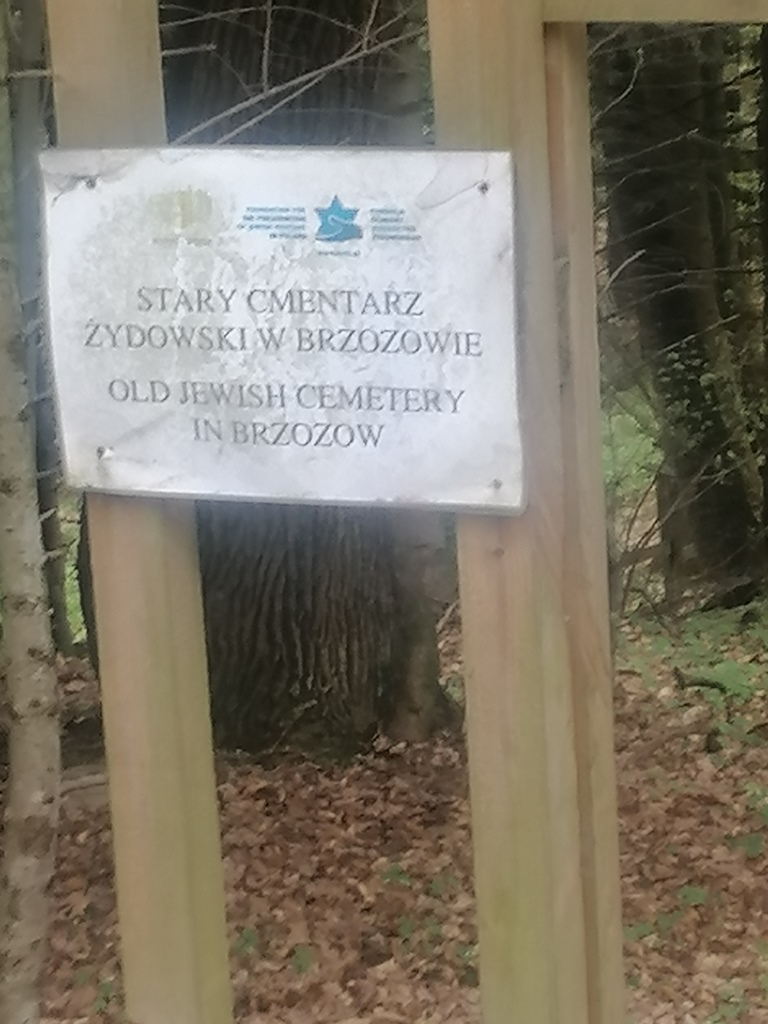 STARY CMENTARZ
ŻYDOWSKI W BRZOZOWIE
OLD JEWISH CEMETERY
IN BRZOZOW